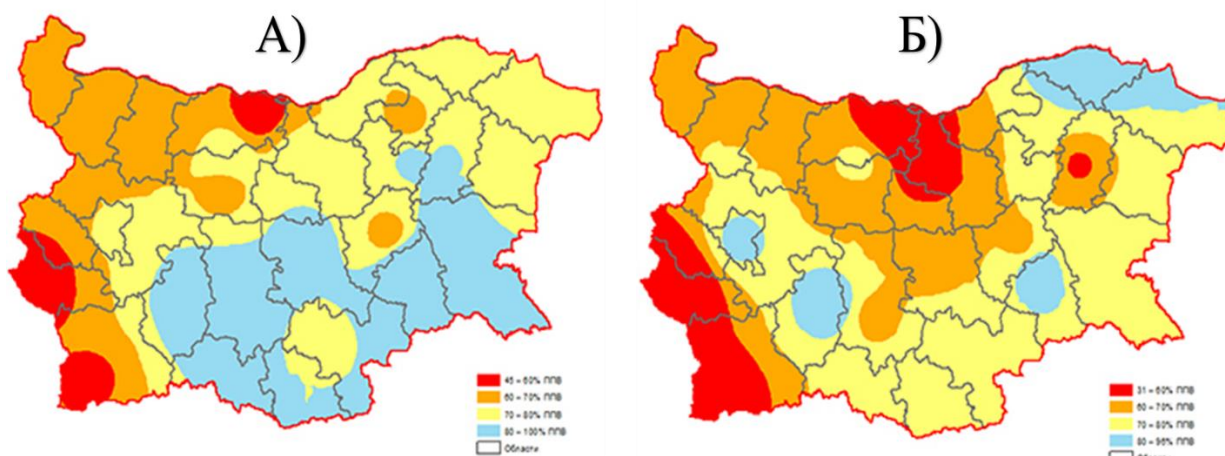 А)
45 – 60% ППВ
60 – 70% ППВ
70 – 80% ППВ
80 – 100% ППВ
Области
Б)
31 – 60% ППВ
60 – 70% ППВ
70 – 80% ППВ
80 – 96% ППВ